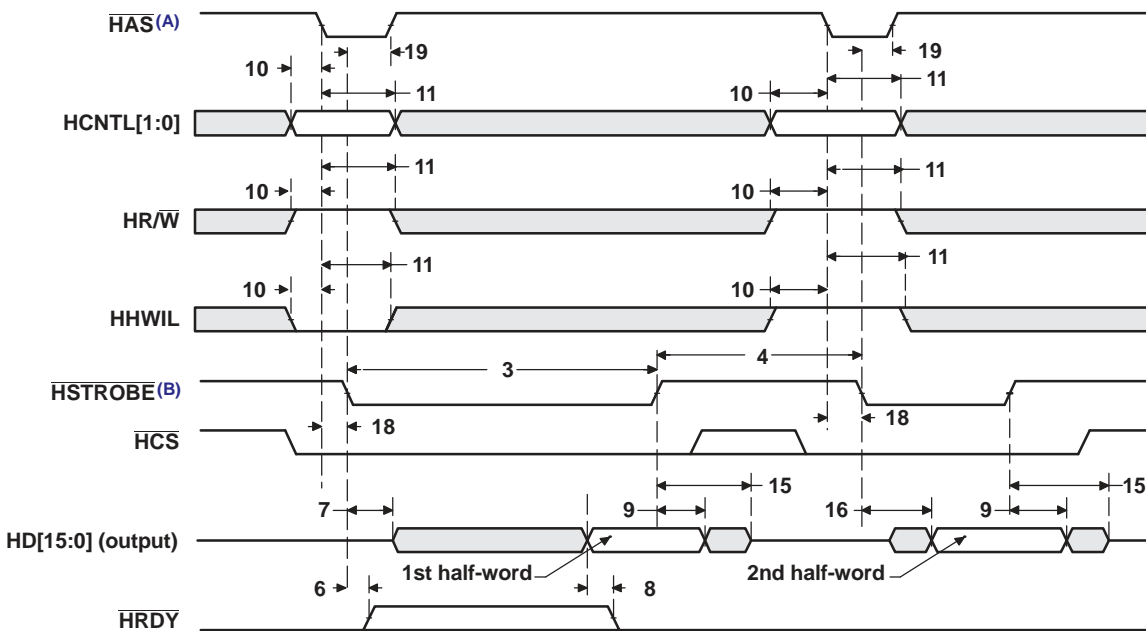 HAS(A)
19
19
10
11
10
11
HCNTL[1:0]
11
11
10
10
HR/W
11
11
10
10
HHWIL
3
4
HSTROBE(B)
18
18
HCS
15
15
7
9
16
9
HD[15:0] (output)
1st half-word
2nd half-word
6
8
HRDY